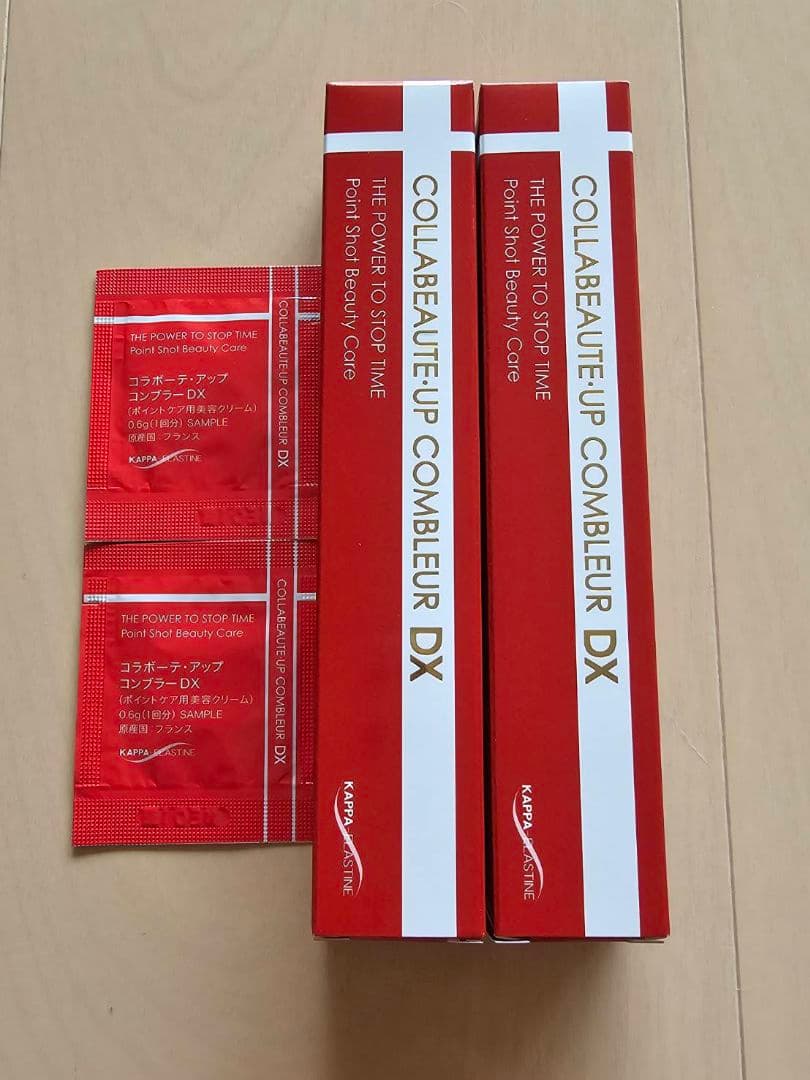 THE POWER TO STOP TIME
Point Shot Beauty Care
コラボーテ・アップ
コンブラー DX
(ポイントケア用美容クリーム)
0.6g(1回分) SAMPLE
原産国:フランス
KAPPA ELASTINE
COLLABEAUTE·UP COMBLEUR DX
THE POWER TO STOP TIME
Point Shot Beauty Care
コラボーテ・アップ
コンブラー DX
(ポイントケア用美容クリーム)
0.6g(1回分) SAMPLE
原産国:フランス
KAPPA ELASTINE
COLLABEAUTE·UP COMBLEUR DX
COLLABEAUTE·UP COMBLEUR DX
THE POWER TO STOP TIME
Point Shot Beauty Care
KAPPA ELASTINE
COLLABEAUTE·UP COMBLEUR DX
THE POWER TO STOP TIME
Point Shot Beauty Care
KAPPA ELASTINE